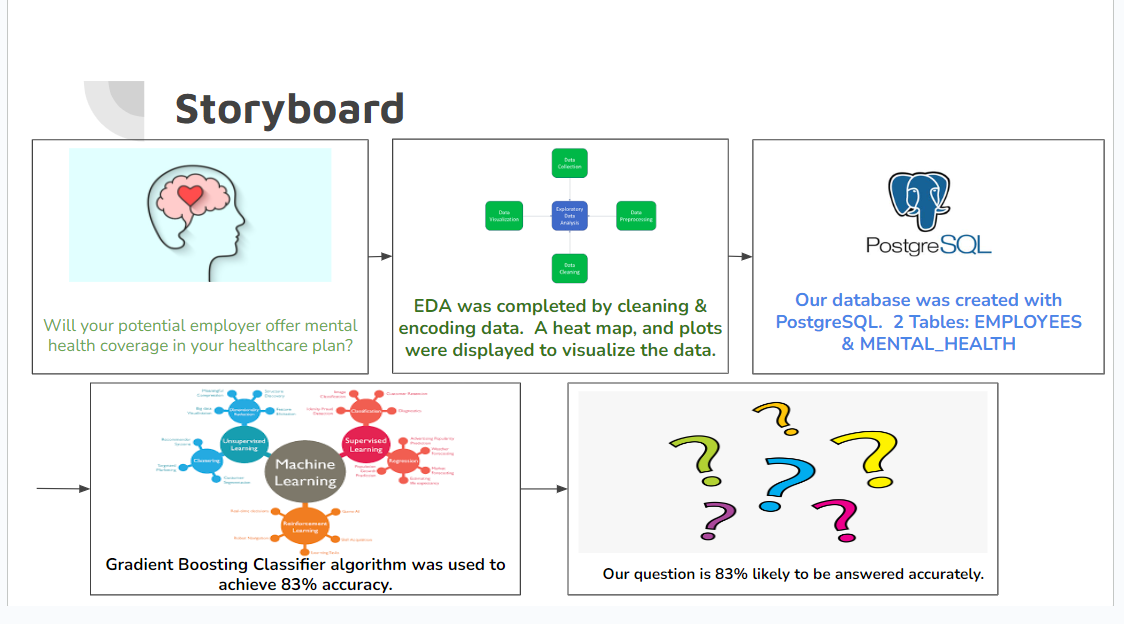 Storyboard
Will your potential employer offer mental
health coverage in your healthcare plan?
Data
Collection
Data
Visualization
Exploratory
Data
Analysis
Data
Preprocessing
Data
Cleaning
EDA was completed by cleaning &
encoding data.  A heat map, and plots
were displayed to visualize the data.
PostgreSQL
Our database was created with
PostgreSQL.  2 Tables: EMPLOYEES
& MENTAL_HEALTH
Unsupervised
Learning
Supervised
Learning
Machine
Learning
Clustering
Classification
Regression
Diagnostics
Customer Retention
Reinforcement
Learning
Gradient Boosting Classifier algorithm was used to
achieve 83% accuracy.
? ? ? ? ? ?
Our question is 83% likely to be answered accurately.